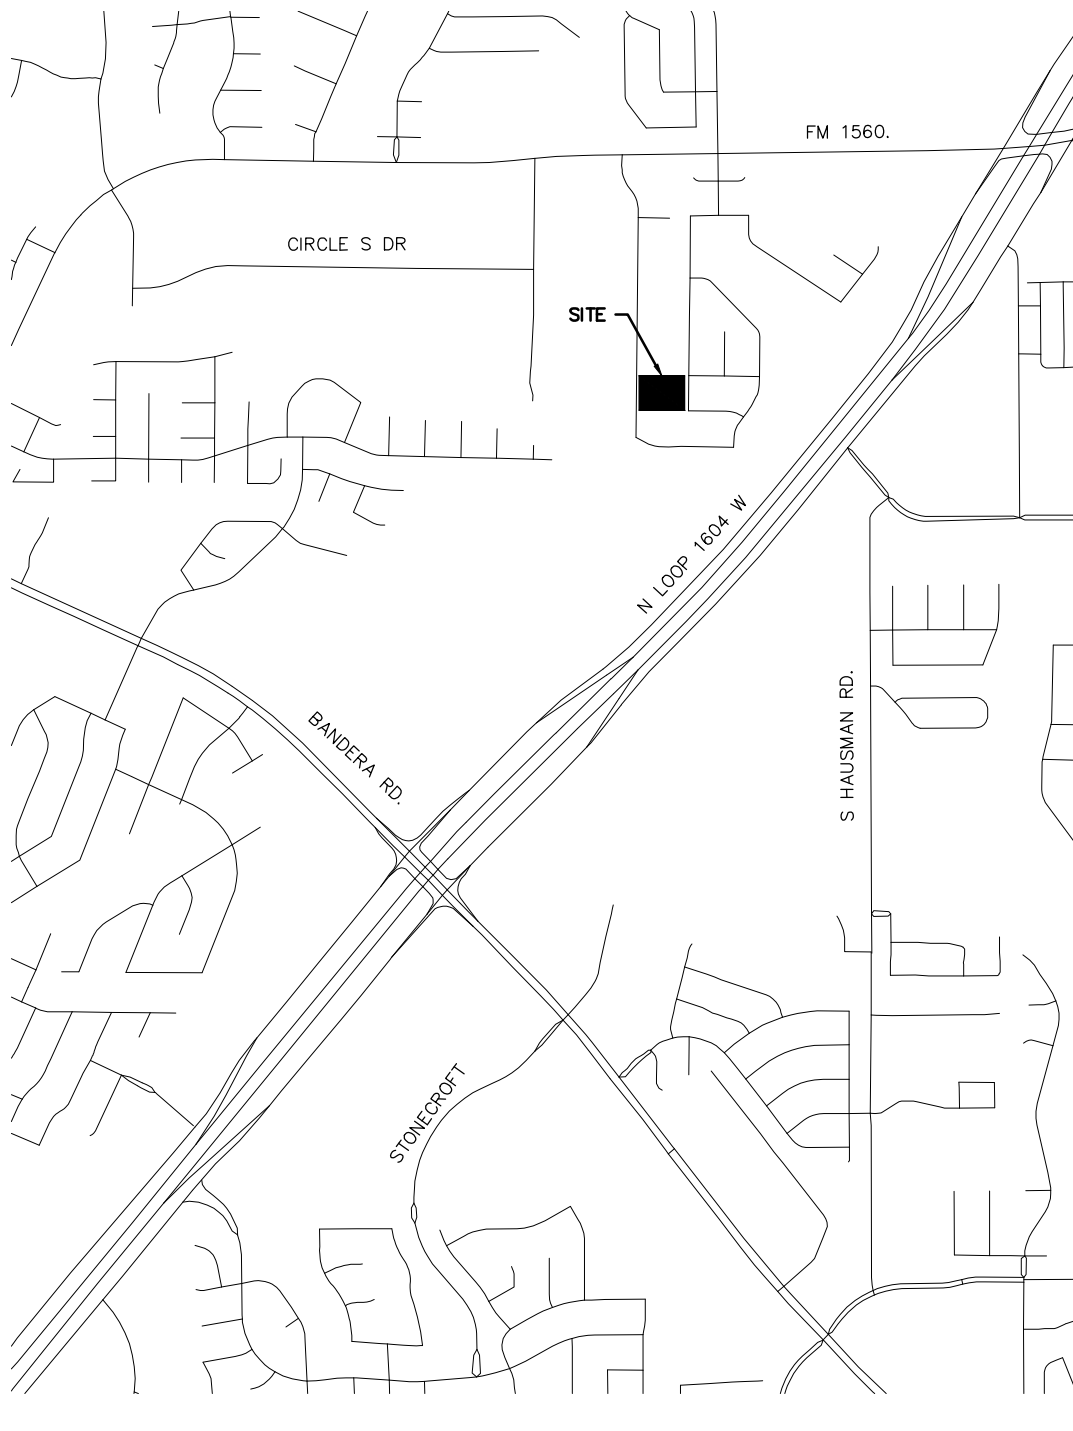 FM 1560.
CIRCLE S DR
SITE
N LOOP 1604 W
S HAUSMAN RD.
BANDERA RD.
STONECROFT